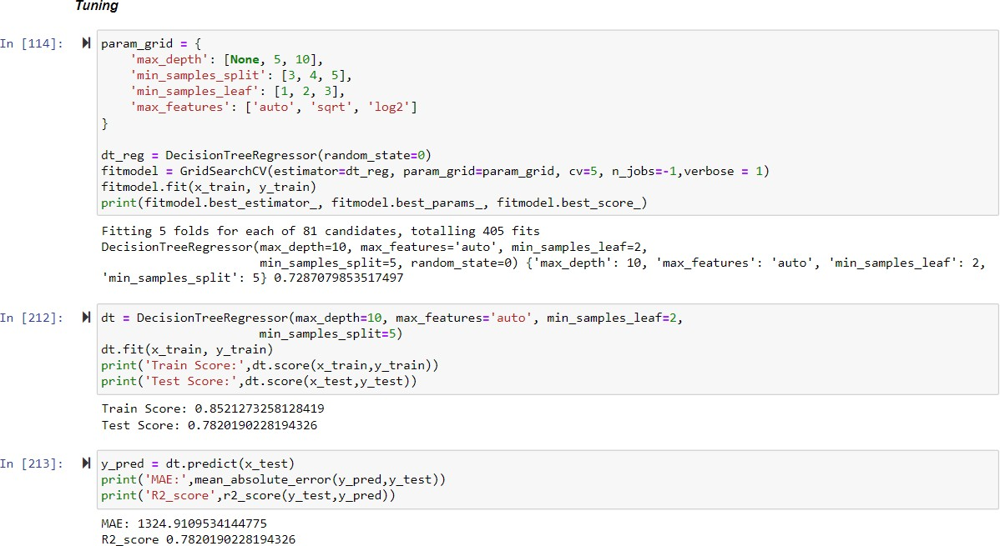 Tuning
In [114]:
param_grid = {
    'max_depth': [None, 5, 10],
    'min_samples_split': [3, 4, 5],
    'min_samples_leaf': [1, 2, 3],
    'max_features': ['auto', 'sqrt', 'log2']
}
dt_reg = DecisionTreeRegressor(random_state=0)
fitmodel = GridSearchCV(estimator=dt_reg, param_grid=param_grid, cv=5, n_jobs=-1,verbose = 1)
fitmodel.fit(x_train, y_train)
print(fitmodel.best_estimator_, fitmodel.best_params_, fitmodel.best_score_)
Fitting 5 folds for each of 81 candidates, totalling 405 fits
DecisionTreeRegressor(max_depth=10, max_features='auto', min_samples_leaf=2,
                      min_samples_split=5, random_state=0) {'max_depth': 10, 'max_features': 'auto', 'min_samples_leaf': 2,
'min_samples_split': 5} 0.7287079853517497
In [212]:
dt = DecisionTreeRegressor(max_depth=10, max_features='auto', min_samples_leaf=2,
                      min_samples_split=5)
dt.fit(x_train, y_train)
print('Train Score:',dt.score(x_train,y_train))
print('Test Score:',dt.score(x_test,y_test))
Train Score: 0.8521273258128419
Test Score: 0.7820190228194326
In [213]:
y_pred = dt.predict(x_test)
print('MAE:',mean_absolute_error(y_pred,y_test))
print('R2_score',r2_score(y_test,y_pred))
MAE: 1324.9109534144775
R2_score 0.7820190228194326